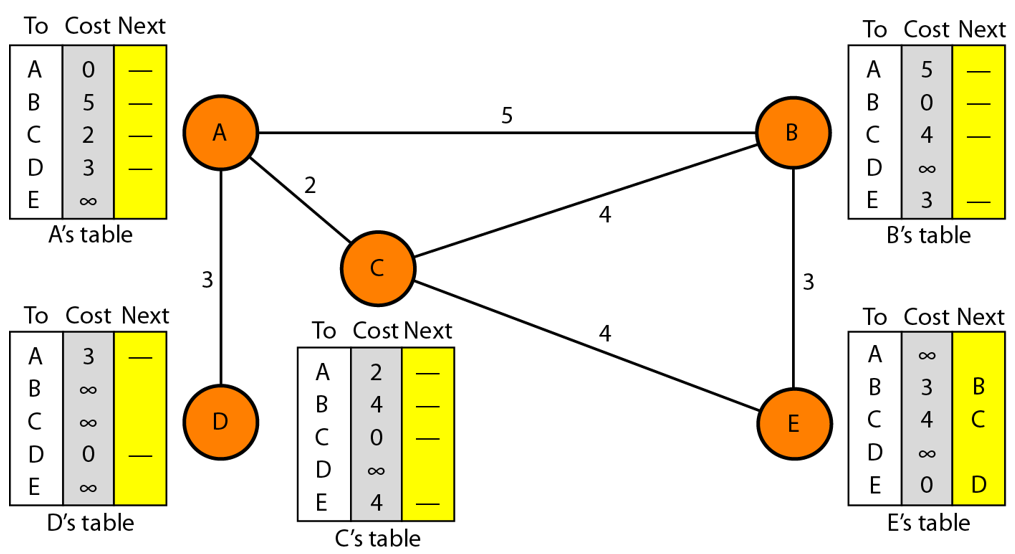 To Cost Next
A 0 —
B 5 —
C 2 —
D 3 —
E ∞
A's table
To Cost Next
A 5 —
B 0 —
C 4 —
D ∞
E 3 —
B's table
A
5
B
2
4
C
3
3
4
D
E
To Cost Next
A 3 —
B ∞
C ∞
D 0 —
E ∞
D's table
To Cost Next
A 2 —
B 4 —
C 0 —
D ∞
E 4 —
C's table
To Cost Next
A ∞
B 3 B
C 4 C
D ∞
E 0 D
E's table